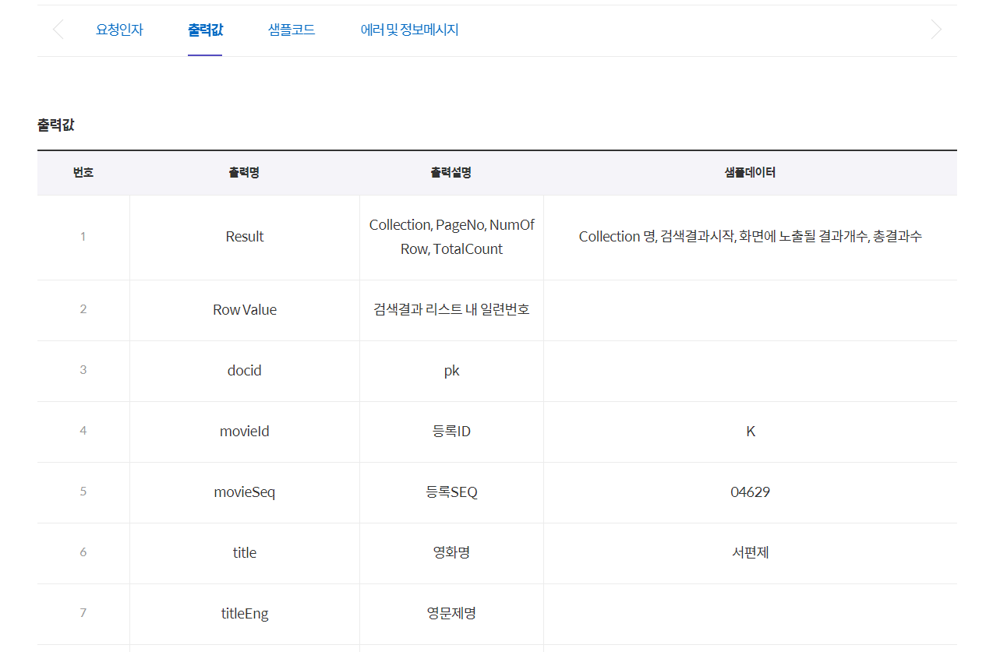 요청인자 출력값 샘플코드 에러 및 정보메시지
출력값
번호 출력명 출력설명 샘플데이터
1 Result Collection, PageNo, NumOf
Row, TotalCount Collection 명, 검색결과시작, 화면에 노출될 결과개수, 총결과수
2 Row Value 검색결과 리스트 내 일련번호
3 docid pk
4 movieId 등록ID K
5 movieSeq 등록SEQ 04629
6 title 영화명 서편제
7 titleEng 영문제명